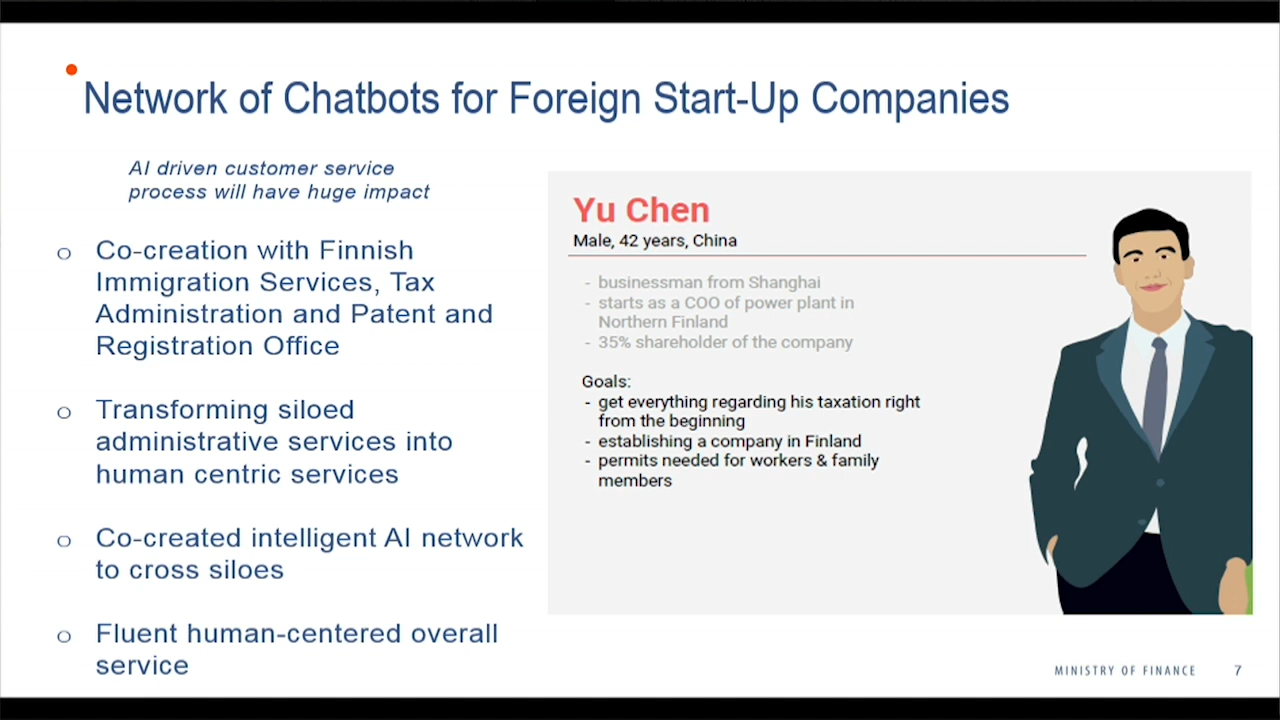 Network of Chatbots for Foreign Start-Up Companies
AI driven customer service
process will have huge impact
o Co-creation with Finnish
Immigration Services, Tax
Administration and Patent and
Registration Office
o Transforming siloed
administrative services into
human centric services
o Co-created intelligent AI network
to cross siloes
o Fluent human-centered overall
service
Yu Chen
Male, 42 years, China
- businessman from Shanghai
- starts as a COO of power plant in
Northern Finland
- 35% shareholder of the company
Goals:
- get everything regarding his taxation right
from the beginning
- establishing a company in Finland
- permits needed for workers & family
members
MINISTRY OF FINANCE 7